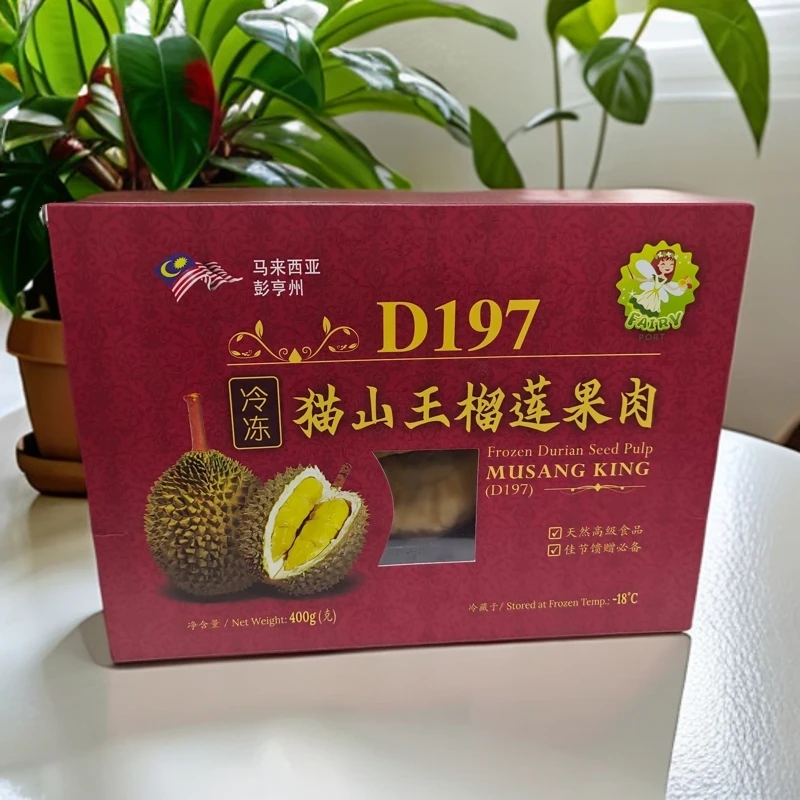 马来西亚
彭亨州
FAIRY
PORT
D197
冷冻
猫山王榴莲果肉
Frozen Durian Seed Pulp
MUSANG KING
(D197)
天然高级食品
佳节馈赠必备
净含量 / Net Weight: 400g (克)
冷藏于/ Stored at Frozen Temp.: -18°C